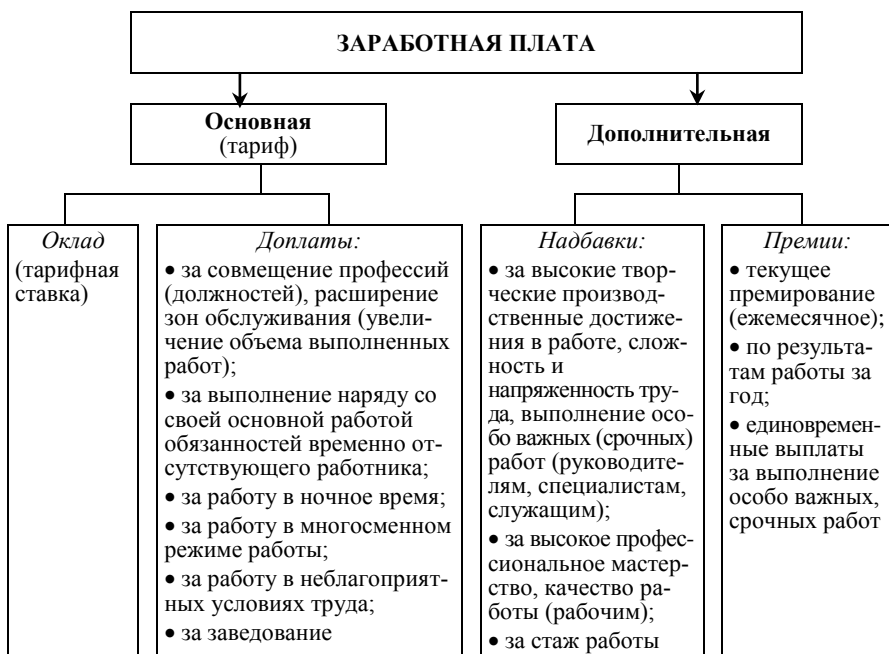 ЗАРАБОТНАЯ ПЛАТА
Основная
(тариф)
Дополнительная
Оклад
(тарифная
ставка)
Доплаты:
• за совмещение профессий
(должностей), расширение
зон обслуживания (увели-
чение объема выполненных
работ);
• за выполнение наряду со
своей основной работой
обязанностей временно от-
сутствующего работника;
• за работу в ночное время;
• за работу в многосменном
режиме работы;
• за работу в неблагоприят-
ных условиях труда;
• за заведование
Надбавки:
• за высокие твор-
ческие производ-
ственные достиже-
ния в работе, слож-
ность и
напряженность тру-
да, выполнение осо-
бо важных (срочных)
работ (руководите-
лям, специалистам,
служащим);
• за высокое профес-
сиональное мастер-
ство, качество ра-
боты (рабочим);
• за стаж работы
Премии:
• текущее
премирование
(ежемесячное);
• по результа-
там работы за
год;
• единовремен-
ные выплаты
за выполнение
особо важных,
срочных работ